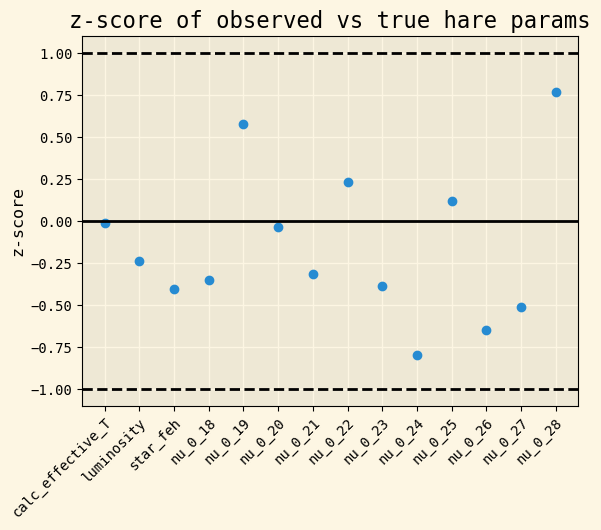 z-score of observed vs true hare params
1.00
0.75
0.50
0.25
0.00
−0.25
−0.50
−0.75
−1.00
z-score
calc_effective_T
luminosity
star_feh
nu_0_18
nu_0_19
nu_0_20
nu_0_21
nu_0_22
nu_0_23
nu_0_24
nu_0_25
nu_0_26
nu_0_27
nu_0_28